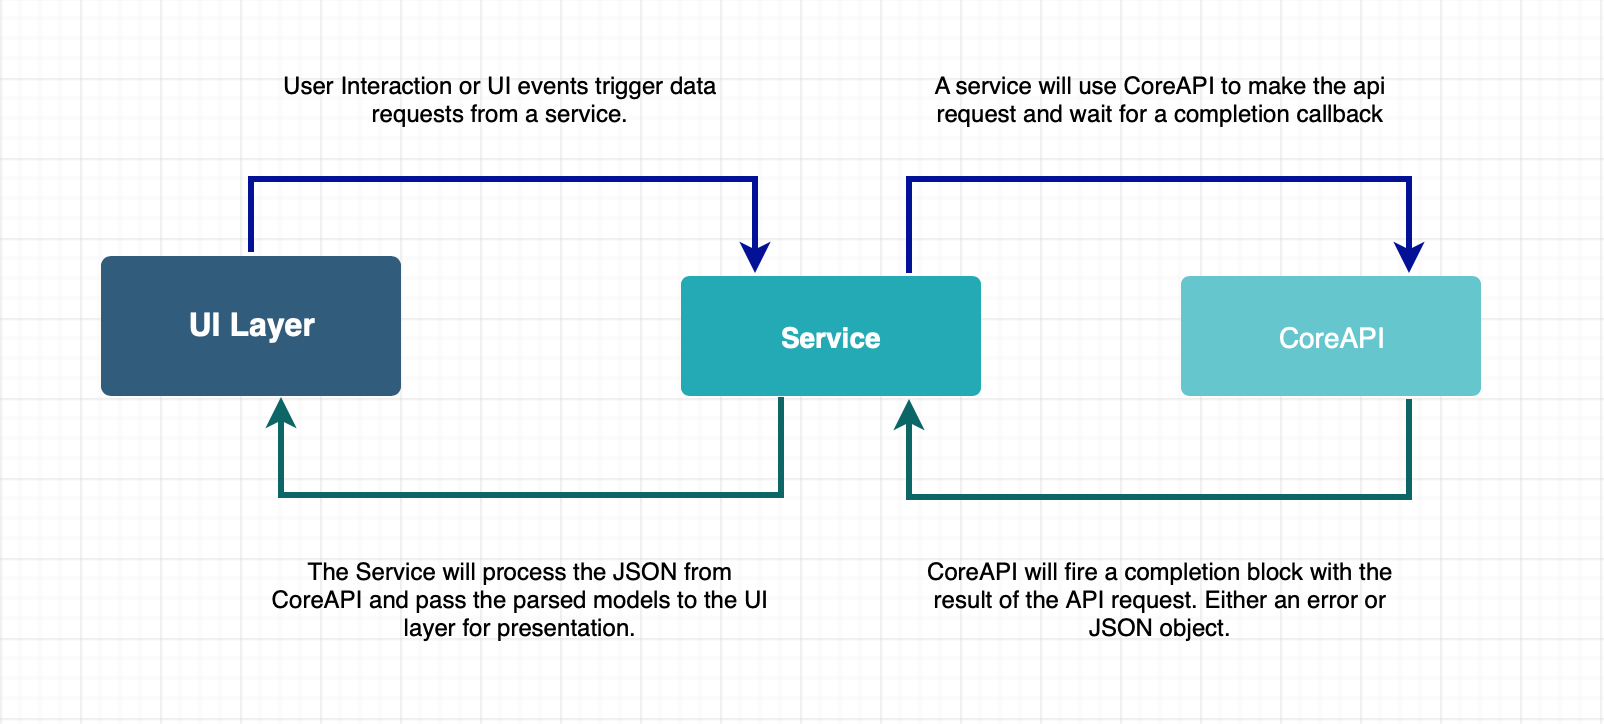 User Interaction or UI events trigger data
requests from a service.
A service will use CoreAPI to make the api
request and wait for a completion callback
UI Layer
Service
CoreAPI
The Service will process the JSON from
CoreAPI and pass the parsed models to the UI
layer for presentation.
CoreAPI will fire a completion block with the
result of the API request. Either an error or
JSON object.